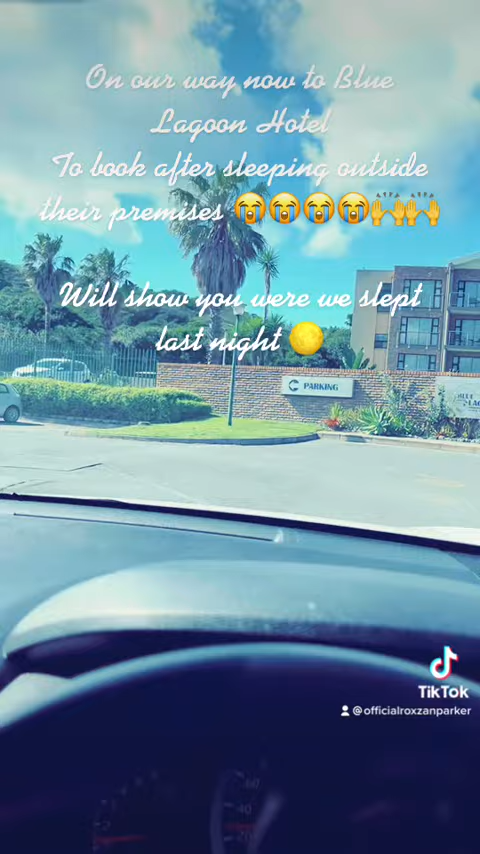 On our way now to Blue
Lagoon Hotel
To book after sleeping outside
their premises 😭😭😭😭🙌🙌
Will show you were we slept
last night 🌕
PARKING
TikTok
@officialroxzanparker